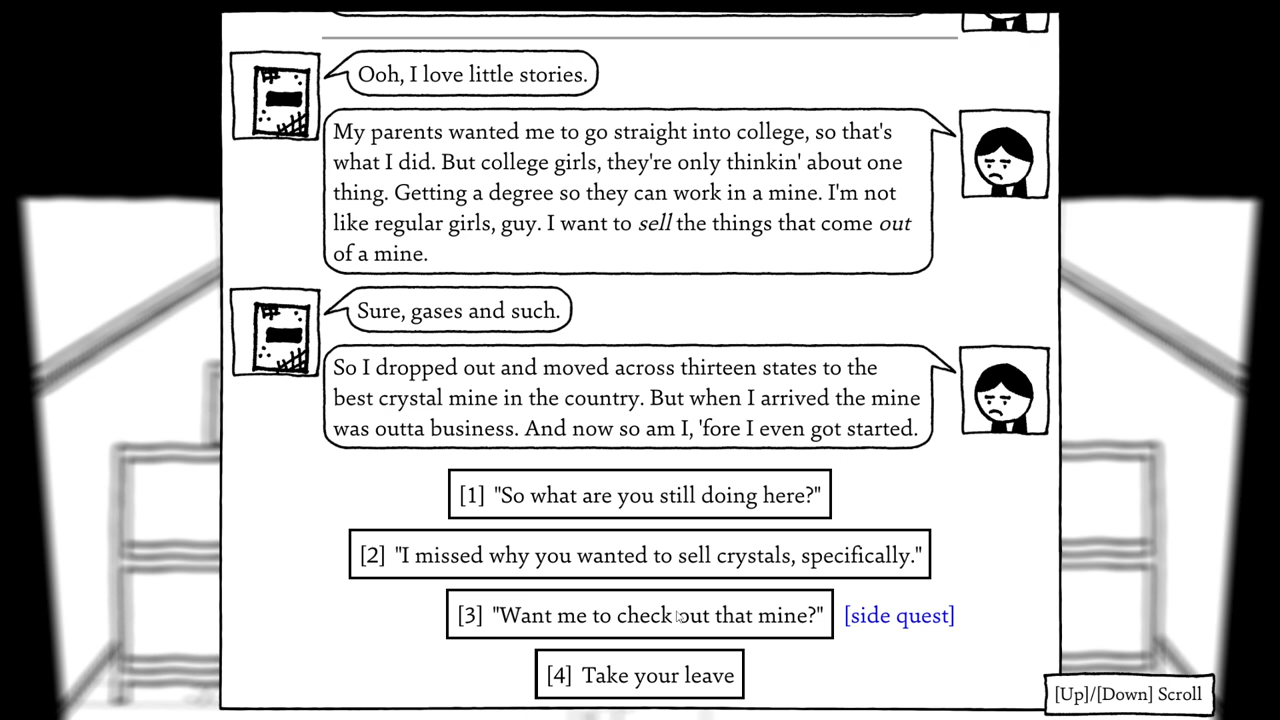 Ooh, I love little stories.
My parents wanted me to go straight into college, so that's
what I did. But college girls, they're only thinkin' about one
thing. Getting a degree so they can work in a mine. I'm not
like regular girls, guy. I want to sell the things that come out
of a mine.
Sure, gases and such.
So I dropped out and moved across thirteen states to the
best crystal mine in the country. But when I arrived the mine
was outta business. And now so am I, 'fore I even got started.
[1] "So what are you still doing here?"
[2] "I missed why you wanted to sell crystals, specifically."
[3] "Want me to check out that mine?" [side quest]
[4] Take your leave
[Up]/[Down] Scroll